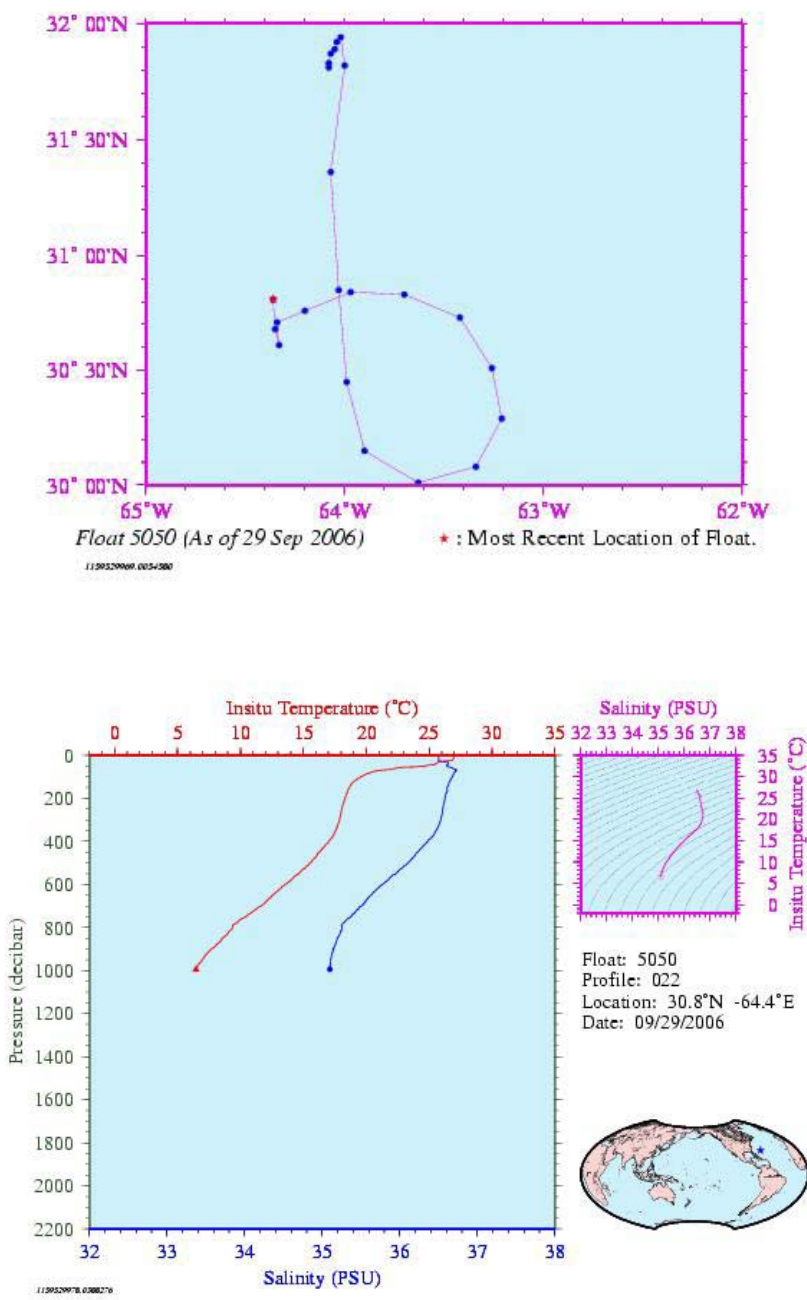 32° 00'N
31° 30'N
31° 00'N
30° 30'N
30° 00'N
65°W 64°W 63°W 62°W
Float 5050 (As of 29 Sep 2006) ★ : Most Recent Location of Float.
Insitu Temperature (°C)
0 5 10 15 20 25 30 35
0
200
400
600
800
1000
1200
1400
1600
1800
2000
2200
Pressure (decibar)
32 33 34 35 36 37 38
Salinity (PSU)
Salinity (PSU)
32 33 34 35 36 37 38
35
30
25
20
15
10
5
0
Insitu Temperature (°C)
Float: 5050
Profile: 022
Location: 30.8°N -64.4°E
Date: 09/29/2006